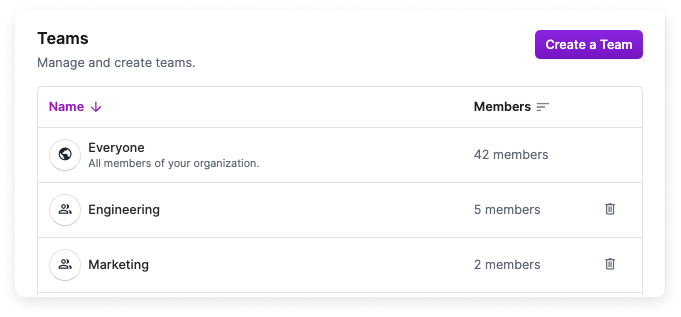 Teams
Create a Team
Manage and create teams.
Name Members
Everyone
All members of your organization.
42 members
Engineering 5 members
Marketing 2 members